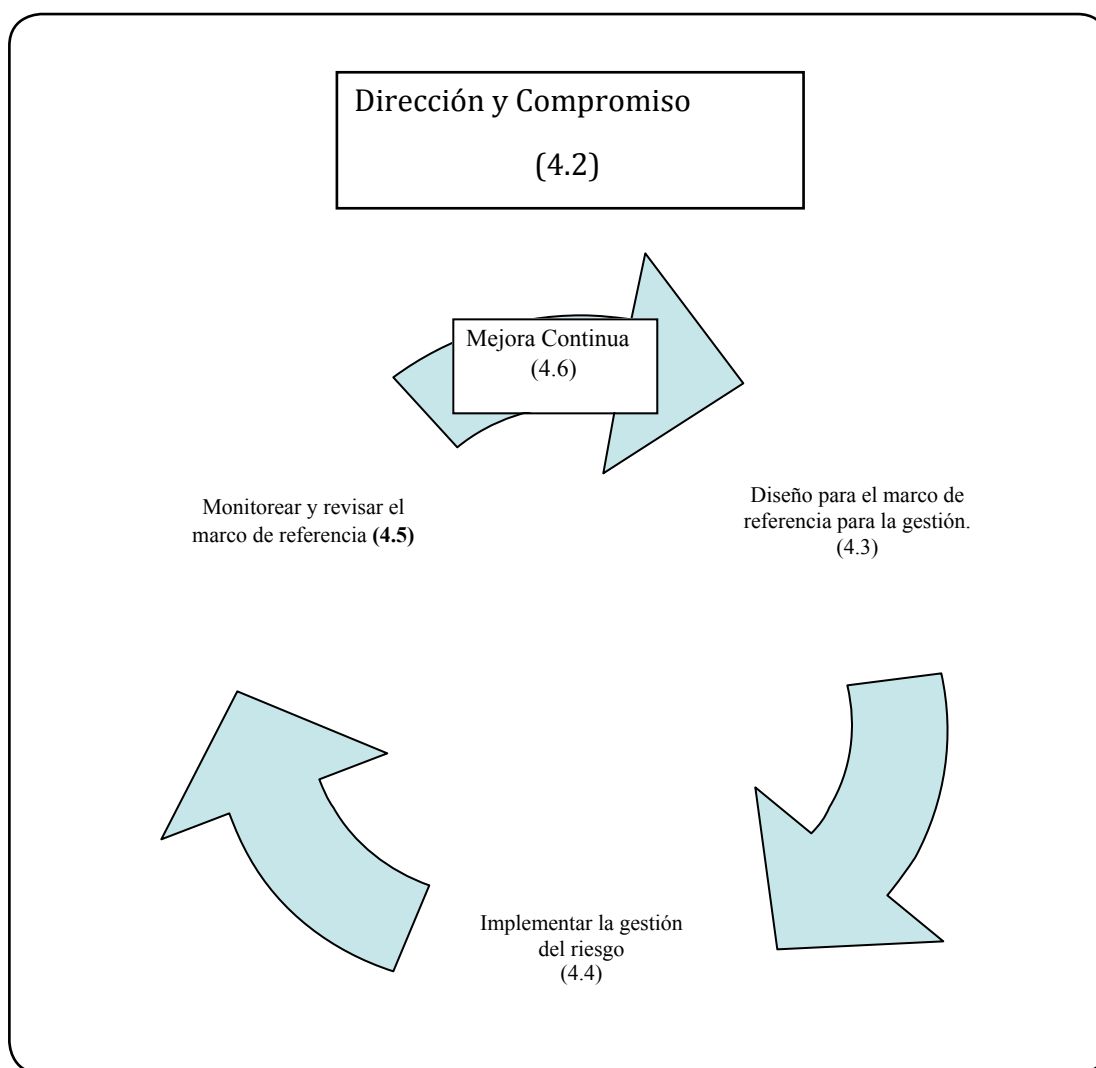 Dirección y Compromiso
(4.2)
Mejora Continua
(4.6)
Monitorear y revisar el
marco de referencia (4.5)
Diseño para el marco de
referencia para la gestión.
(4.3)
Implementar la gestión
del riesgo
(4.4)